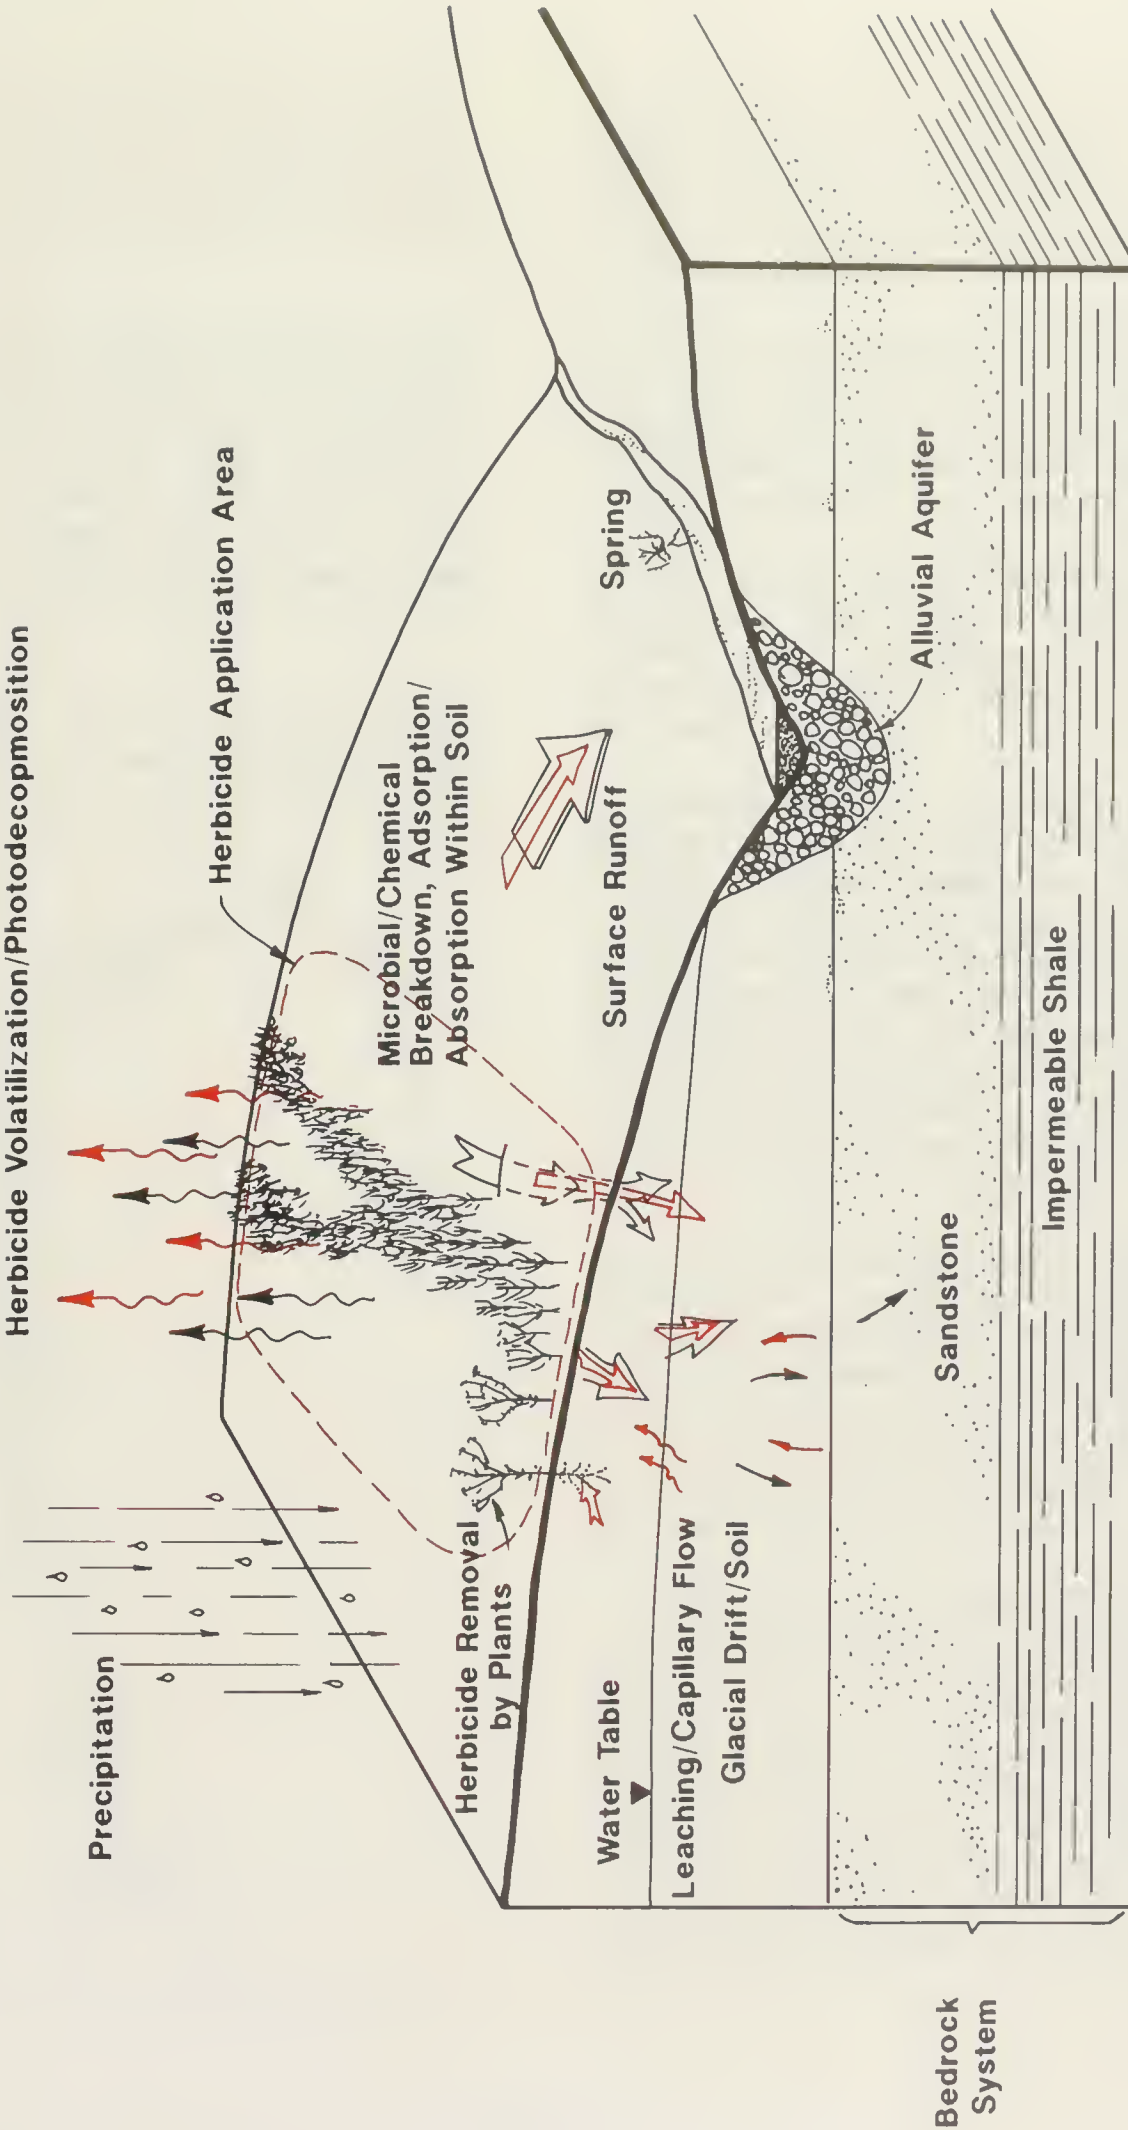 Herbicide Volatilization/Photodecopmosition
Precipitation
Herbicide Application Area
Microbial/Chemical
Breakdown, Adsorption/
Absorption Within Soil
Herbicide Removal
by Plants
Surface Runoff
Spring
Water Table
Leaching/Capillary Flow
Glacial Drift/Soil
Alluvial Aquifer
Sandstone
Impermeable Shale
Bedrock
System